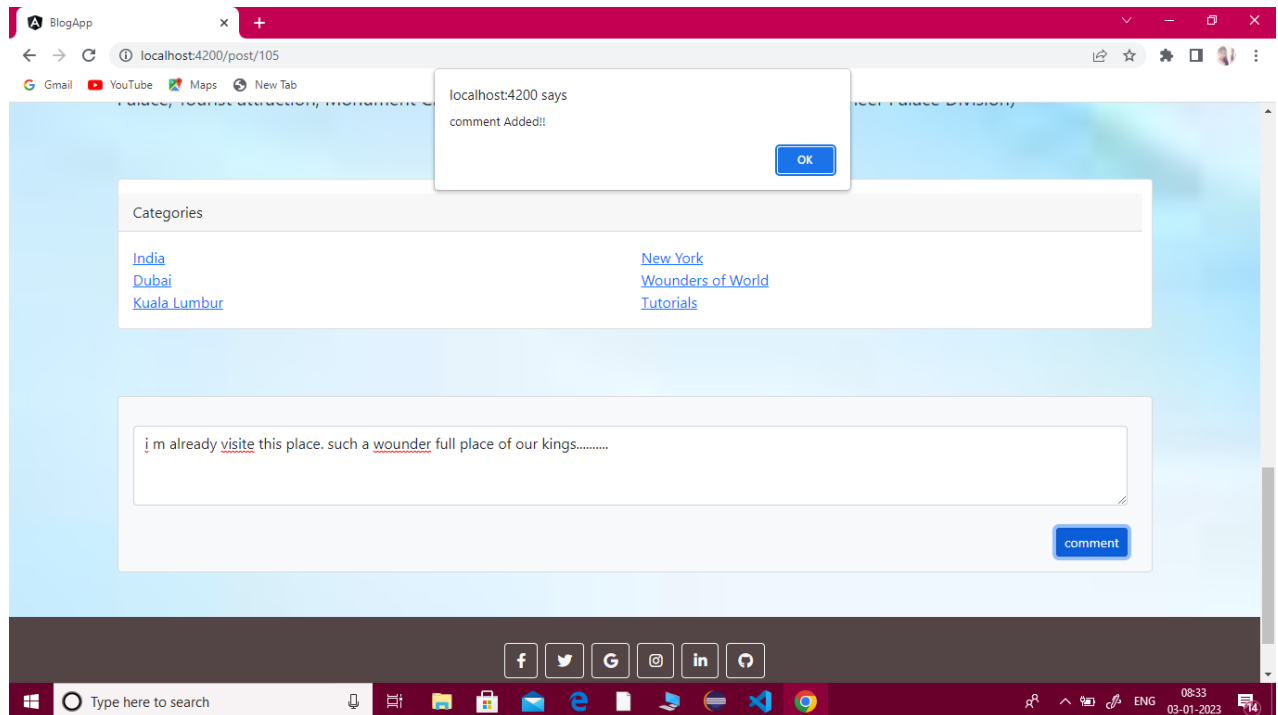 BlogApp
localhost:4200/post/105
Gmail YouTube Maps New Tab
localhost:4200 says
comment Added!!
OK
Categories
India New York
Dubai Wounders of World
Kuala Lumbur Tutorials
i m already visite this place. such a wounder full place of our kings..........
comment
Type here to search
ENG 08:33
03-01-2023
14